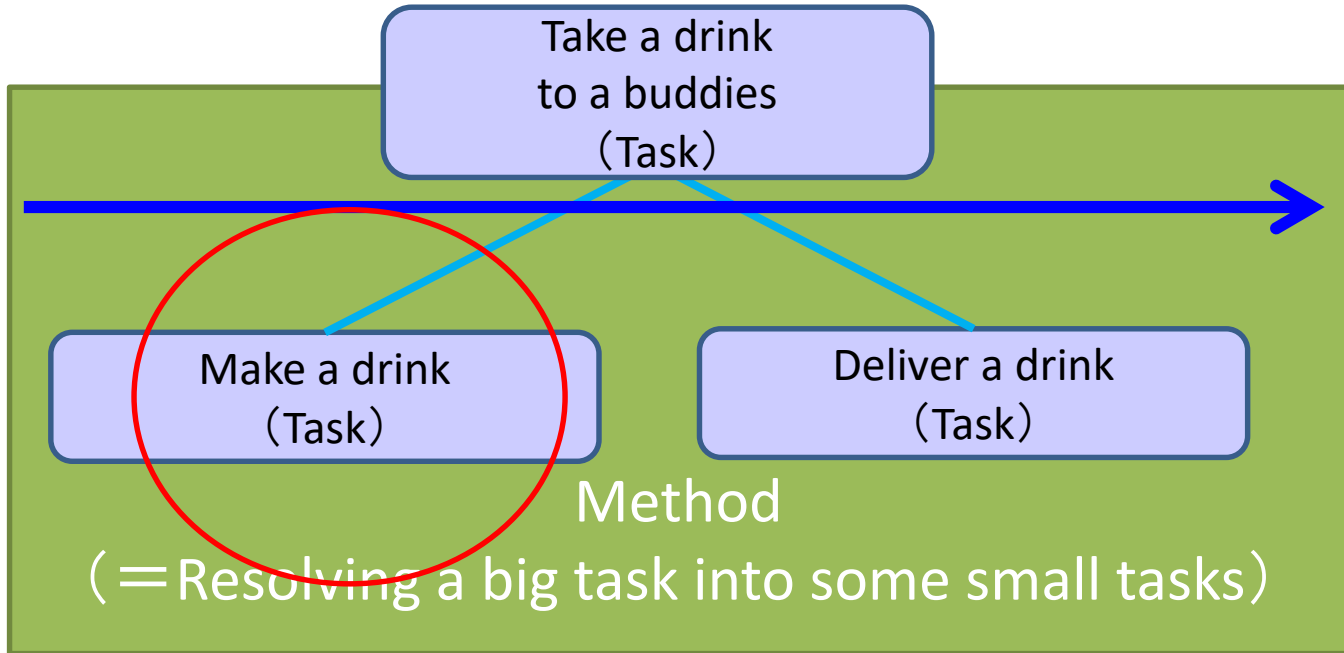 Take a drink
to a buddies
（Task）
Make a drink
（Task）
Deliver a drink
（Task）
Method
（＝Resolving a big task into some small tasks）